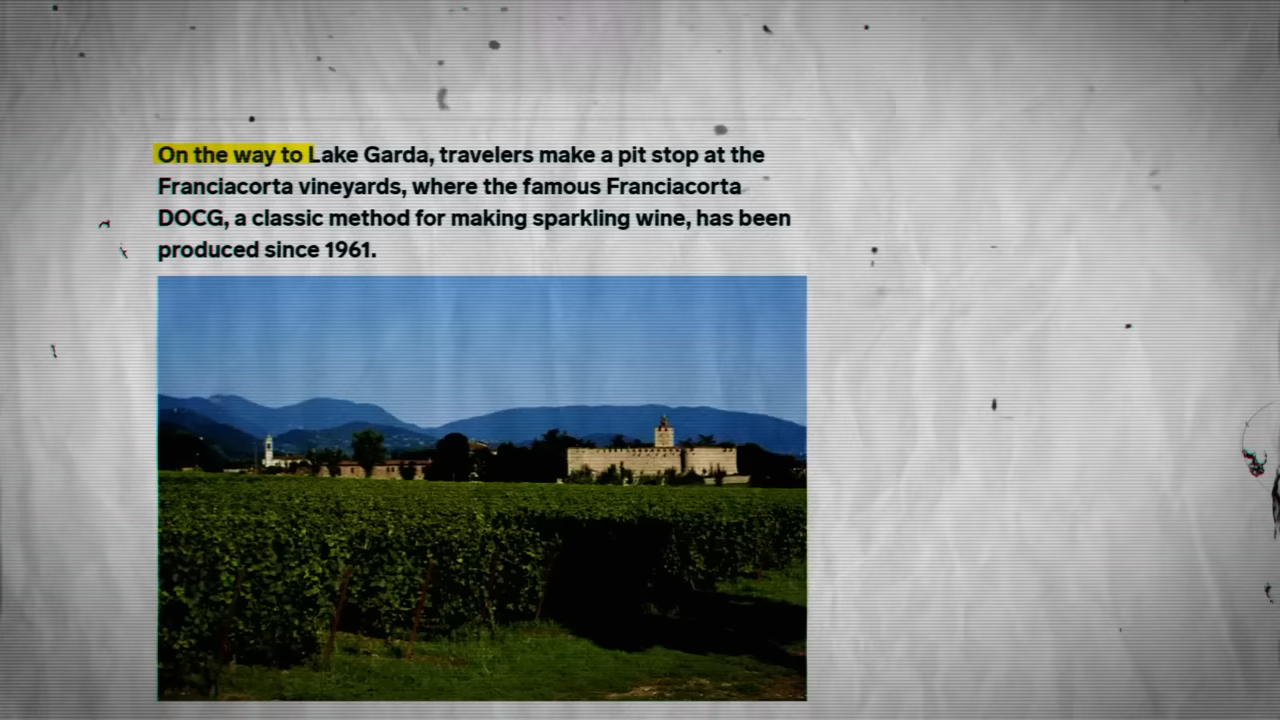 On the way to Lake Garda, travelers make a pit stop at the
Franciacorta vineyards, where the famous Franciacorta
DOCG, a classic method for making sparkling wine, has been
produced since 1961.